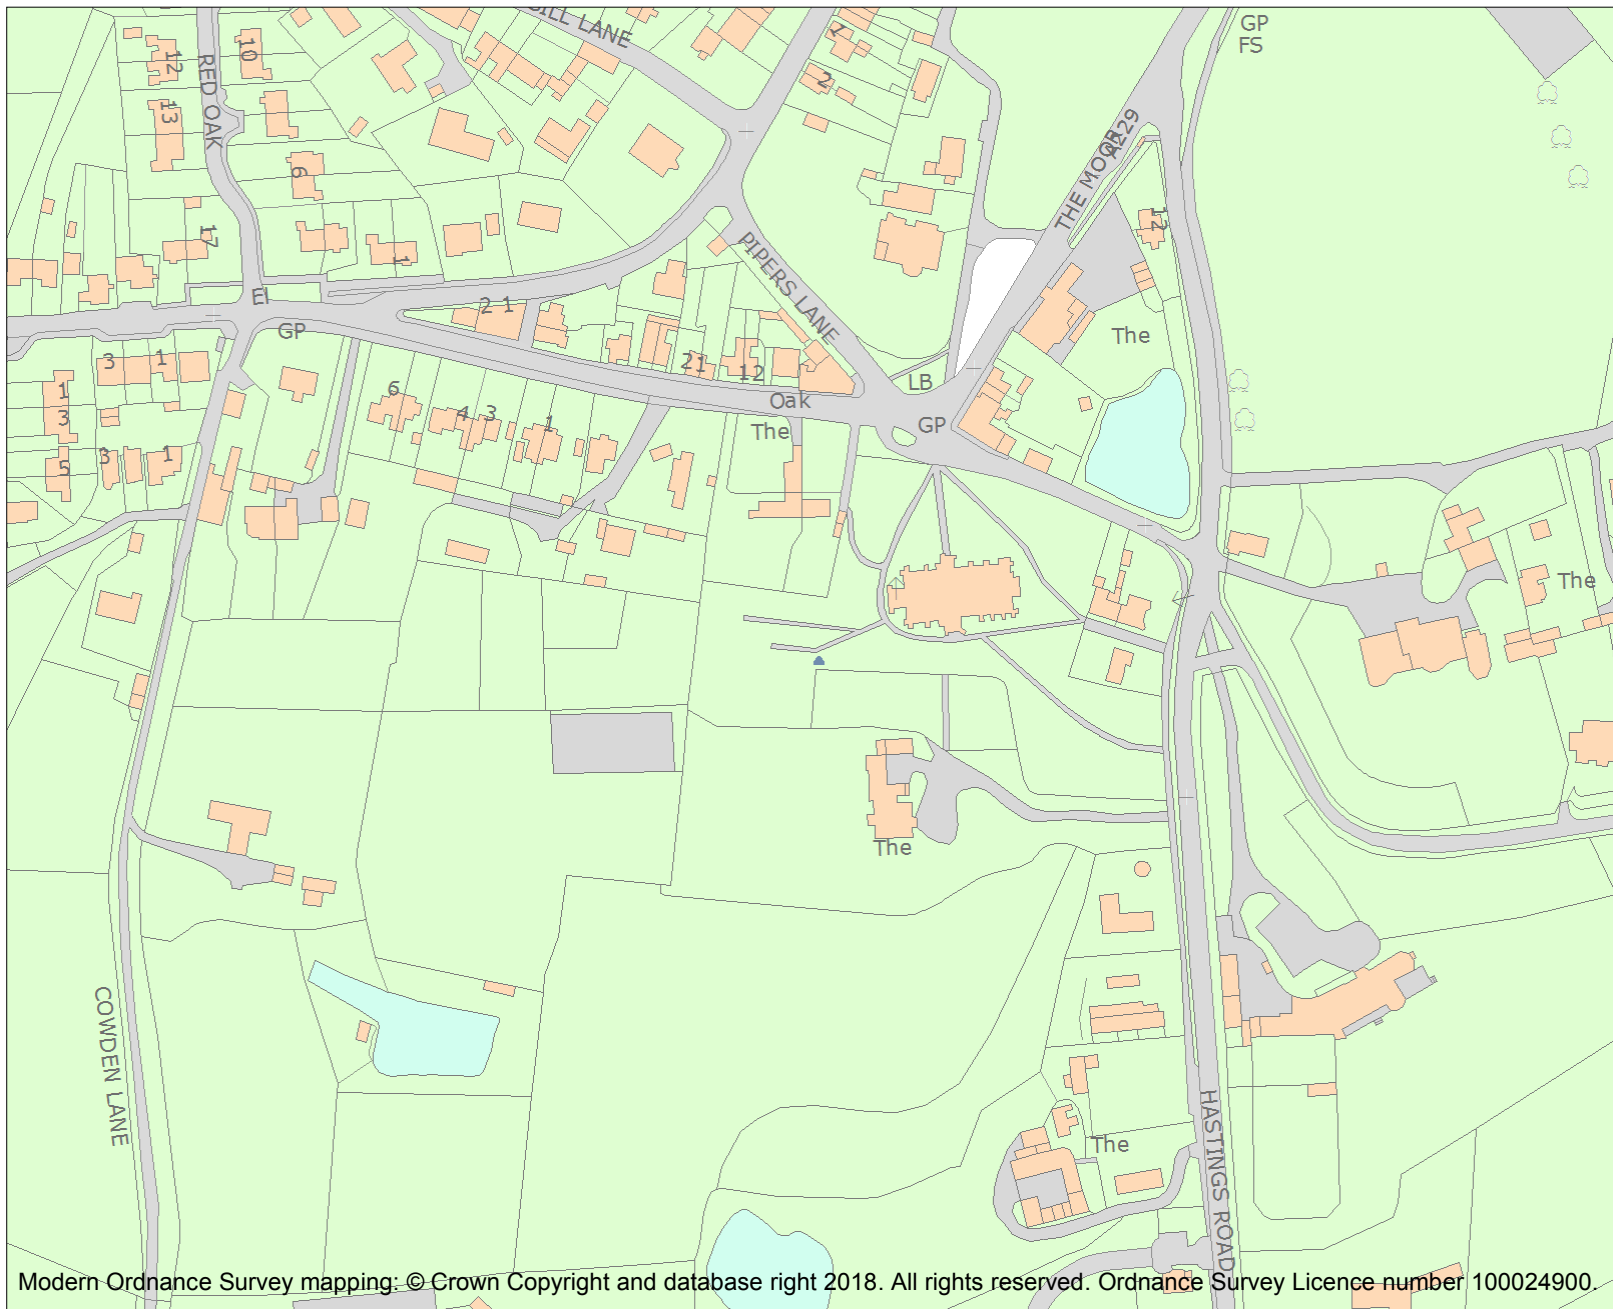 GILL LANE
GP
FS
1
10
12
RED OAK
2
13
THE MOOR
A229
6
12
17
1
PIPERS LANE
El
2 1
GP
The
3
1
21
12
LB
1
6
Oak
3
4
3
1
GP
The
3
1
5
The
The
COWDEN LANE
HASTINGS ROAD
The
Modern Ordnance Survey mapping: © Crown Copyright and database right 2018. All rights reserved. Ordnance Survey Licence number 100024900.